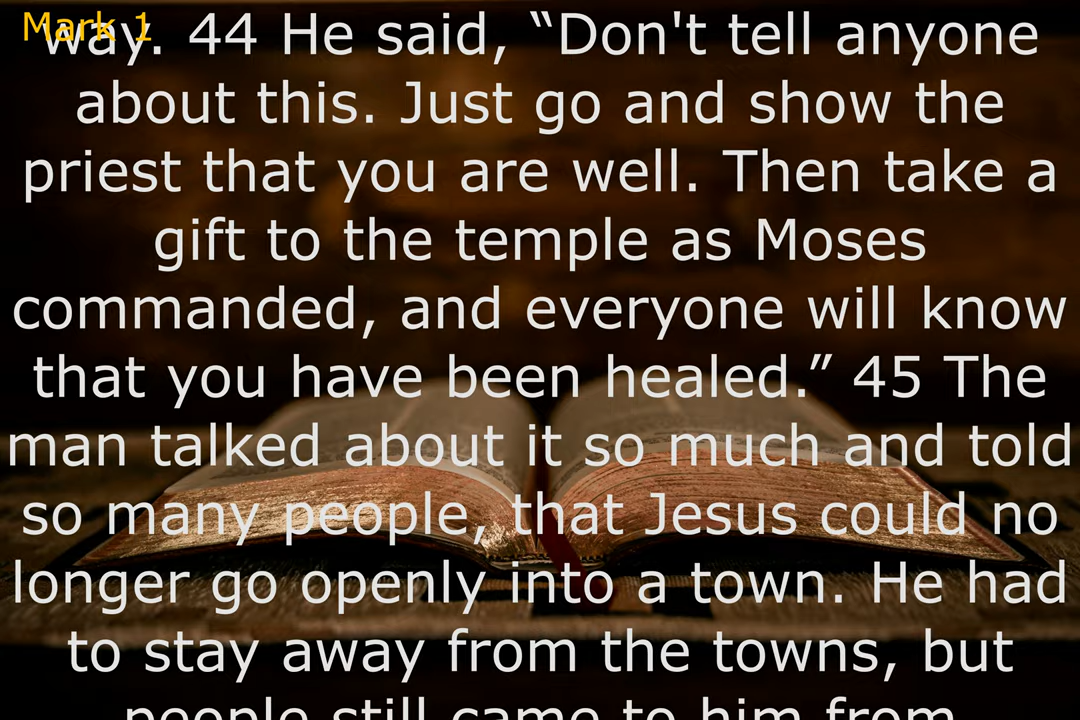 Mark 1
way. 44 He said, “Don't tell anyone
about this. Just go and show the
priest that you are well. Then take a
gift to the temple as Moses
commanded, and everyone will know
that you have been healed.” 45 The
man talked about it so much and told
so many people, that Jesus could no
longer go openly into a town. He had
to stay away from the towns, but
people still came to him from